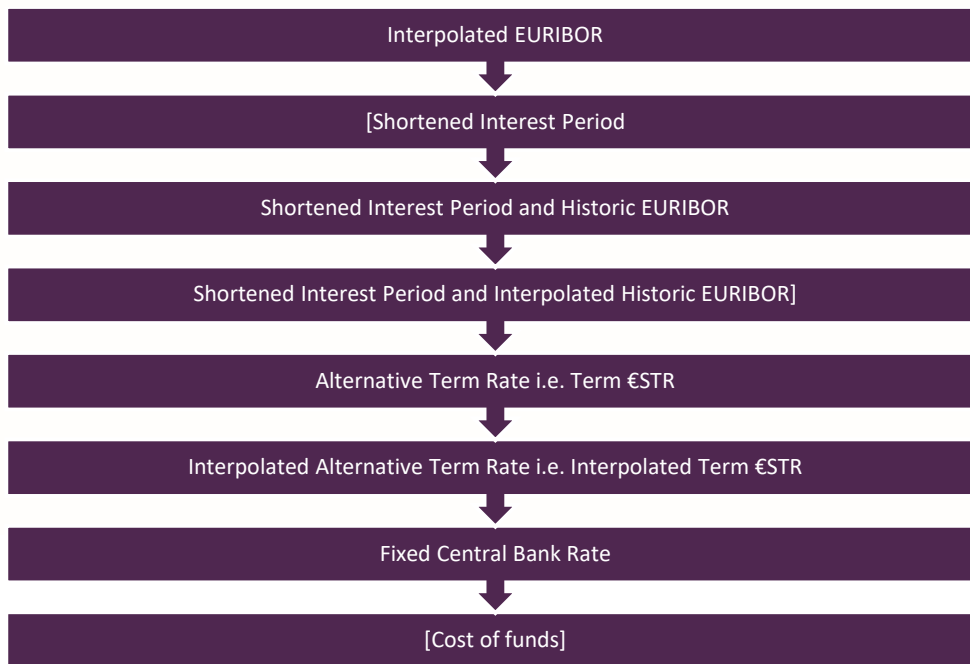 Interpolated EURIBOR
[Shortened Interest Period
Shortened Interest Period and Historic EURIBOR
Shortened Interest Period and Interpolated Historic EURIBOR]
Alternative Term Rate i.e. Term €STR
Interpolated Alternative Term Rate i.e. Interpolated Term €STR
Fixed Central Bank Rate
[Cost of funds]